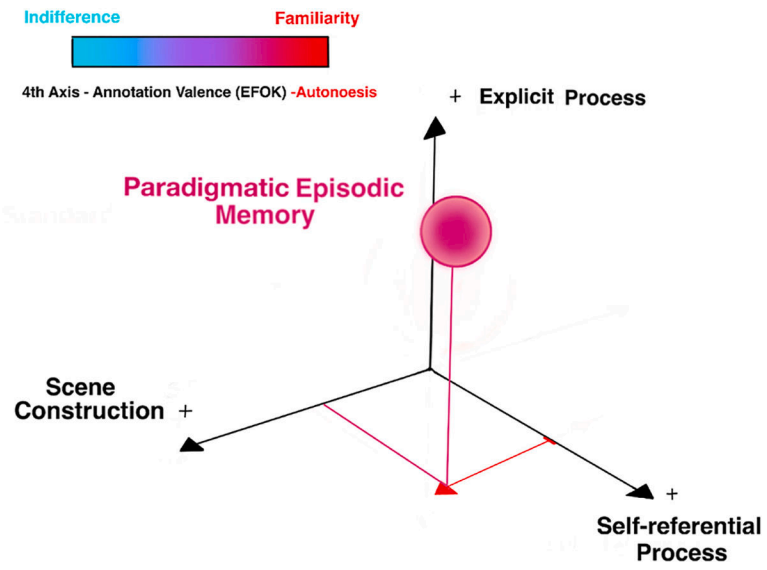 Indifference Familiarity
4th Axis - Annotation Valence (EFOK) -Autonoesis
+ Explicit Process
Paradigmatic Episodic
Memory
Scene
Construction +
+
Self-referential
Process